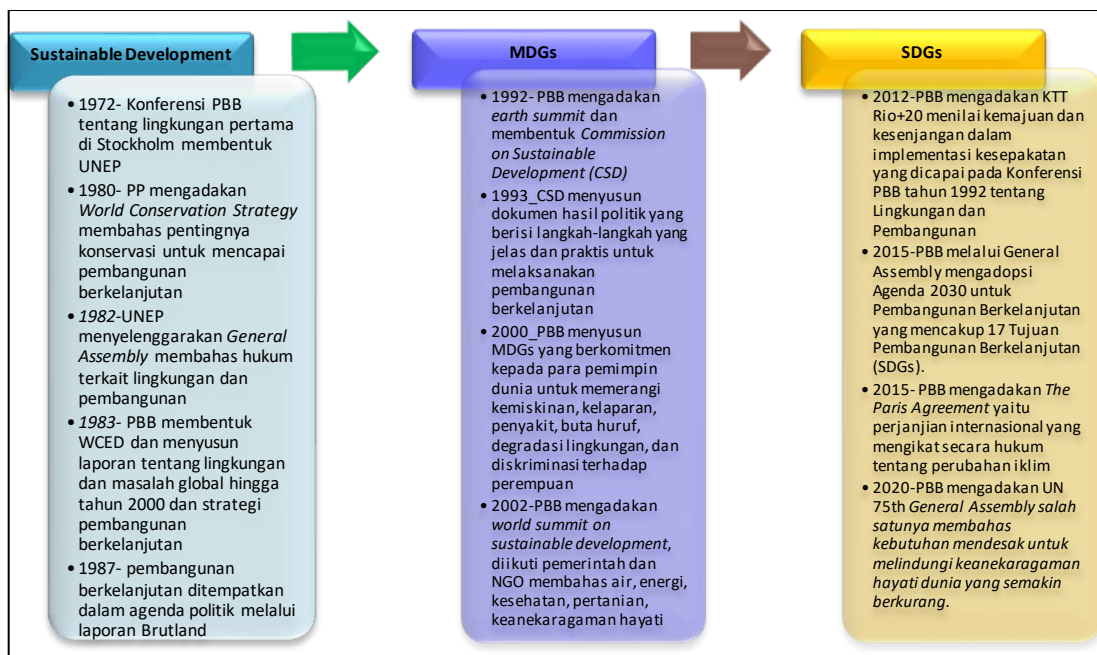 Sustainable Development
• 1972- Konferensi PBB
tentang lingkungan pertama
di Stockholm membentuk
UNEP
• 1980- PP mengadakan
World Conservation Strategy
membahas pentingnya
konservasi untuk mencapai
pembangunan
berkelanjutan
• 1982-UNEP
menyelenggarakan General
Assembly membahas hukum
terkait lingkungan dan
pembangunan
• 1983- PBB membentuk
WCED dan menyusun
laporan tentang lingkungan
dan masalah global hingga
tahun 2000 dan strategi
pembangunan
berkelanjutan
• 1987- pembangunan
berkelanjutan ditempatkan
dalam agenda politik melalui
laporan Brutland
MDGs
• 1992- PBB mengadakan
earth summit dan
membentuk Commission
on Sustainable
Development (CSD)
• 1993_CSD menyusun
dokumen hasil politik yang
berisi langkah-langkah yang
jelas dan praktis untuk
melaksanakan
pembangunan
berkelanjutan
• 2000_PBB menyusun
MDGs yang berkomitmen
kepada para pemimpin
dunia untuk memerangi
kemiskinan, kelaparan,
penyakit, buta huruf,
degradasi lingkungan, dan
diskriminasi terhadap
perempuan
• 2002-PBB mengadakan
world summit on
sustainable development,
diikuti pemerintah dan
NGO membahas air, energi,
kesehatan, pertanian,
keanekaragaman hayati
SDGs
• 2012-PBB mengadakan KTT
Rio+20 menilai kemajuan dan
kesenjangan dalam
implementasi kesepakatan
yang dicapai pada Konferensi
PBB tahun 1992 tentang
Lingkungan dan
Pembangunan
• 2015-PBB melalui General
Assembly mengadopsi
Agenda 2030 untuk
Pembangunan Berkelanjutan
yang mencakup 17 Tujuan
Pembangunan Berkelanjutan
(SDGs).
• 2015- PBB mengadakan The
Paris Agreement yaitu
perjanjian internasional yang
mengikat secara hukum
tentang perubahan iklim
• 2020-PBB mengadakan UN
75th General Assembly salah
satunya membahas
kebutuhan mendesak untuk
melindungi keanekaragaman
hayati dunia yang semakin
berkurang.